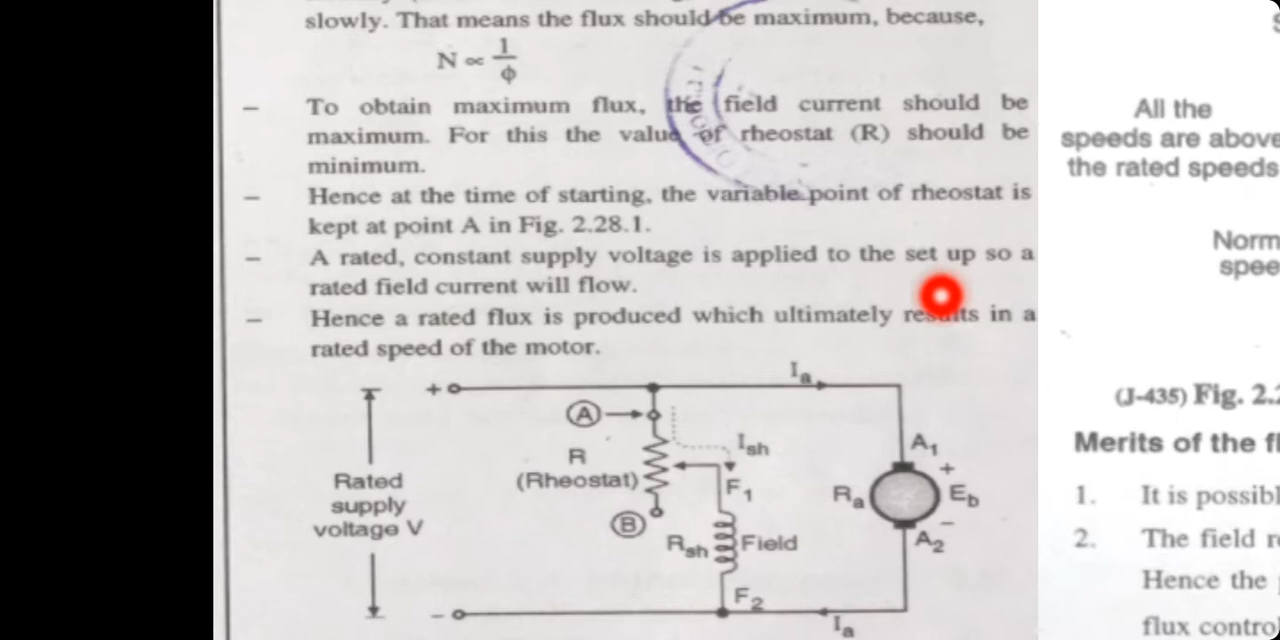 slowly. That means the flux should be maximum, because,
N ∝ 1/ϕ
– To obtain maximum flux, the field current should be
maximum. For this the value of rheostat (R) should be
minimum.
– Hence at the time of starting, the variable point of rheostat is
kept at point A in Fig. 2.28.1.
– A rated, constant supply voltage is applied to the set up so a
rated field current will flow.
– Hence a rated flux is produced which ultimately results in a
rated speed of the motor.
+
Ia
A
R
(Rheostat)
B
Rated
supply
voltage V
Ish
F1
Rsh
Field
F2
A1
+
Ra
Eb
–
A2
–
Ia
All the
speeds are above
the rated speeds
Norm
spee
(J-435) Fig. 2.2
Merits of the fl
1. It is possibl
2. The field r
Hence the
flux contro